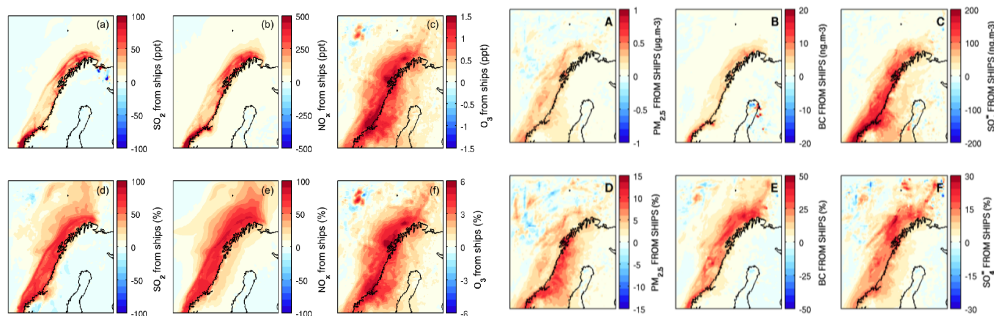 (a)
100
50
0
-50
-100
SO2 from ships (ppt)
(b)
500
250
0
-250
-500
NOx from ships (ppt)
(c)
1.5
1
0.5
0
-0.5
-1
-1.5
O3 from ships (ppt)
A
1
0.5
0
-0.5
-1
PM2.5 FROM SHIPS (µg.m-3)
B
20
10
0
-10
-20
BC FROM SHIPS (ng.m-3)
C
200
100
0
-100
-200
SO4= FROM SHIPS (ng.m-3)
(d)
100
50
0
-50
-100
SO2 from ships (%)
(e)
100
50
0
-50
-100
NOx from ships (%)
(f)
6
3
0
-3
-6
O3 from ships (%)
D
15
10
5
0
-5
-10
-15
PM2.5 FROM SHIPS (%)
E
50
25
0
-25
-50
BC FROM SHIPS (%)
F
30
15
0
-15
-30
SO4= FROM SHIPS (%)